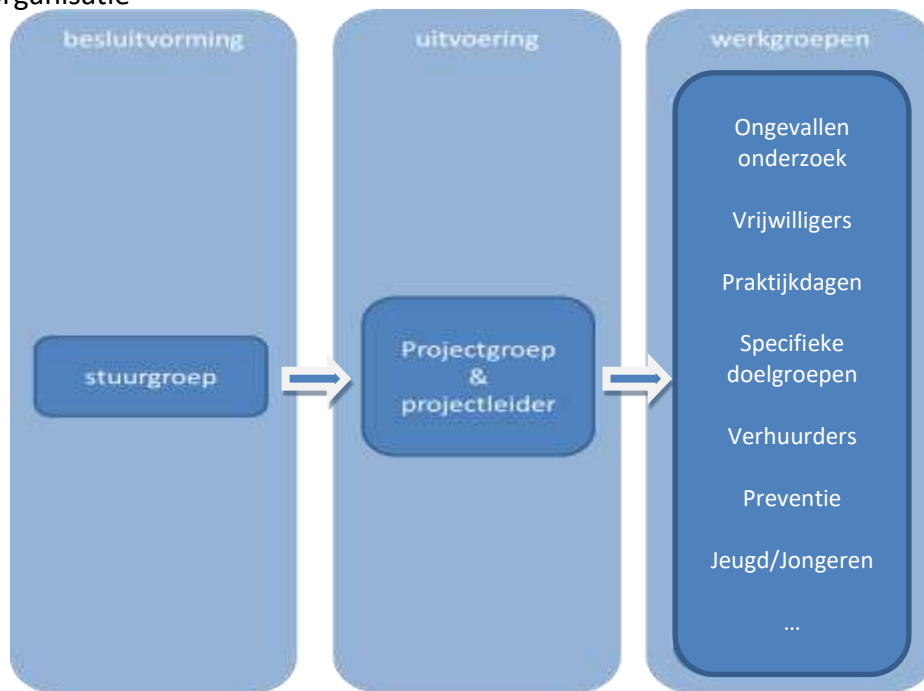 besluitvorming
stuurgroep
uitvoering
Projectgroep
&
projectleider
werkgroepen
Ongevallen
onderzoek
Vrijwilligers
Praktijkdagen
Specifieke
doelgroepen
Verhuurders
Preventie
Jeugd/Jongeren
...